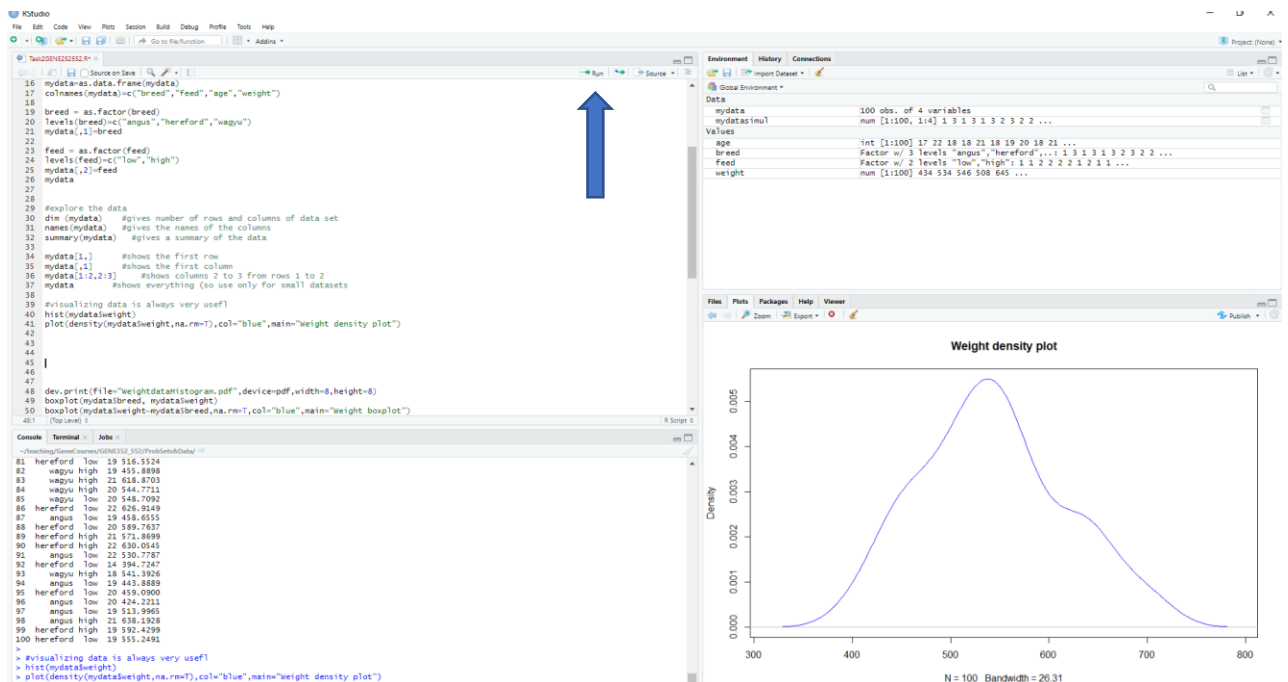 RStudio
File Edit Code View Plots Session Build Debug Profile Tools Help
Go to file/function Addins
Project: (None)
Task2GENE252552.R*
Source on Save Run Source
16 mydata=as.data.frame(mydata)
17 colnames(mydata)=c("breed","feed","age","weight")
18
19 breed = as.factor(breed)
20 levels(breed)=c("angus","hereford","wagyu")
21 mydata[,1]=breed
22
23 feed = as.factor(feed)
24 levels(feed)=c("low","high")
25 mydata[,2]=feed
26 mydata
27
28
29 #explore the data
30 dim (mydata) #gives number of rows and columns of data set
31 names(mydata) #gives the names of the columns
32 summary(mydata) #gives a summary of the data
33
34 mydata[1,] #shows the first row
35 mydata[,1] #shows the first column
36 mydata[1:2,2:3] #shows columns 2 to 3 from rows 1 to 2
37 mydata #shows everything (so use only for small datasets
38
39 #visualizing data is always very usefl
40 hist(mydata$weight)
41 plot(density(mydata$weight,na.rm=T),col="blue",main="Weight density plot")
42
43
44
45
46
47
48 dev.print(file="WeightdataHistogram.pdf",device=pdf,width=8,height=8)
49 boxplot(mydata$breed, mydata$weight)
50 boxplot(mydata$weight~mydata$breed,na.rm=T,col="blue",main="Weight boxplot")
45:1 (Top Level) R Script
Console Terminal Jobs
~/teaching/GeneCourses/GENE352_552/ProbSets&Data/
81 hereford low 19 516.5524
82 wagyu high 19 455.8898
83 wagyu high 21 618.8703
84 wagyu high 20 544.7711
85 wagyu low 20 548.7092
86 hereford low 22 626.9149
87 angus low 19 458.6555
88 hereford low 20 589.7637
89 hereford high 21 571.8699
90 hereford high 22 630.0545
91 angus low 22 530.7787
92 hereford low 14 394.7247
93 wagyu high 18 541.3926
94 angus low 19 443.8889
95 hereford low 20 459.0900
96 angus low 20 424.2211
97 angus low 19 513.9965
98 angus high 21 638.1928
99 hereford high 19 592.4299
100 hereford low 19 555.2491
>
> #visualizing data is always very usefl
> hist(mydata$weight)
> plot(density(mydata$weight,na.rm=T),col="blue",main="Weight density plot")
Environment History Connections
Import Dataset List
Global Environment
Data
mydata 100 obs. of 4 variables
mydatasimul num [1:100, 1:4] 1 3 1 3 1 3 2 3 2 2 ...
Values
age int [1:100] 17 22 18 18 21 18 19 20 18 21 ...
breed Factor w/ 3 levels "angus","hereford",..: 1 3 1 3 1 3 2 3 2 2 ...
feed Factor w/ 2 levels "low","high": 1 1 2 2 2 2 1 2 1 1 ...
weight num [1:100] 434 534 546 508 645 ...
Files Plots Packages Help Viewer
Zoom Export Publish
Weight density plot
Density
0.000 0.001 0.002 0.003 0.004 0.005
300 400 500 600 700 800
N = 100 Bandwidth = 26.31